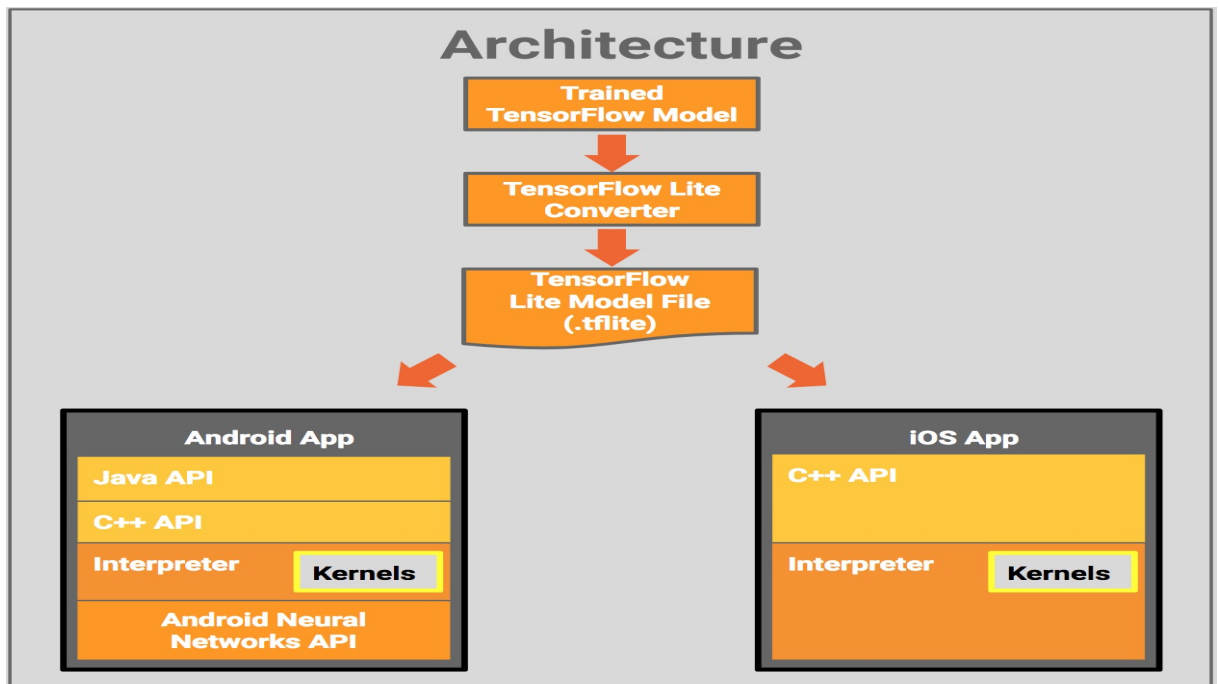 Architecture
Trained
TensorFlow Model
TensorFlow Lite
Converter
TensorFlow
Lite Model File
(.tflite)
Android App
Java API
C++ API
Interpreter
Kernels
Android Neural
Networks API
iOS App
C++ API
Interpreter
Kernels